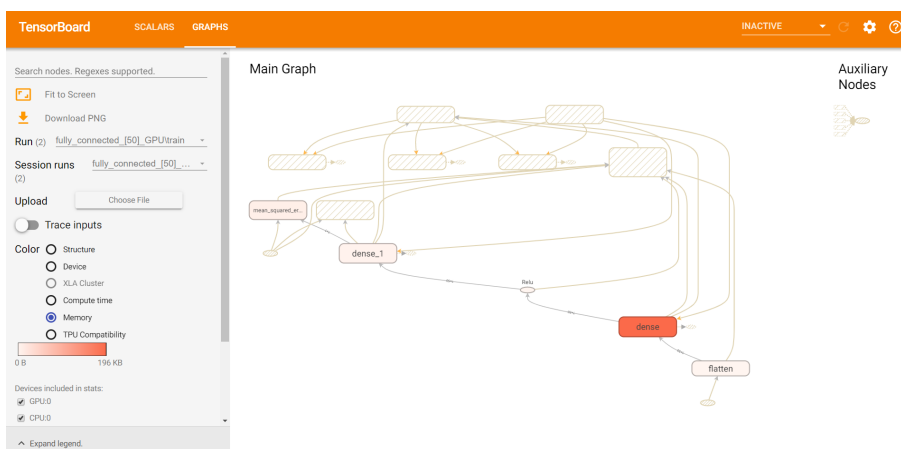 TensorBoard SCALARS GRAPHS INACTIVE
Search nodes. Regexes supported.
Fit to Screen
Download PNG
Run (2) fully_connected_[50]_GPU\train
Session runs (2) fully_connected_[50]_...
Upload Choose File
Trace inputs
Color Structure
Device
XLA Cluster
Compute time
Memory
TPU Compatibility
0 B 196 KB
Devices included in stats:
GPU:0
CPU:0
Expand legend.
Main Graph
Auxiliary
Nodes
mean_squared_er...
dense_1
Relu
dense
flatten